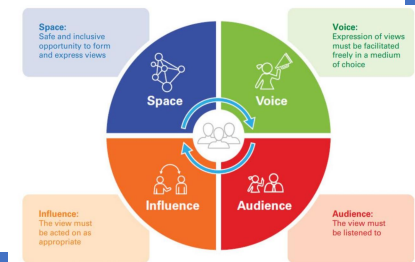 Space:
Safe and inclusive
opportunity to form
and express views
Voice:
Expression of views
must be facilitated
freely in a medium
of choice
Space
Voice
Influence
Audience
Influence:
The view must
be acted on as
appropriate
Audience:
The view must
be listened to